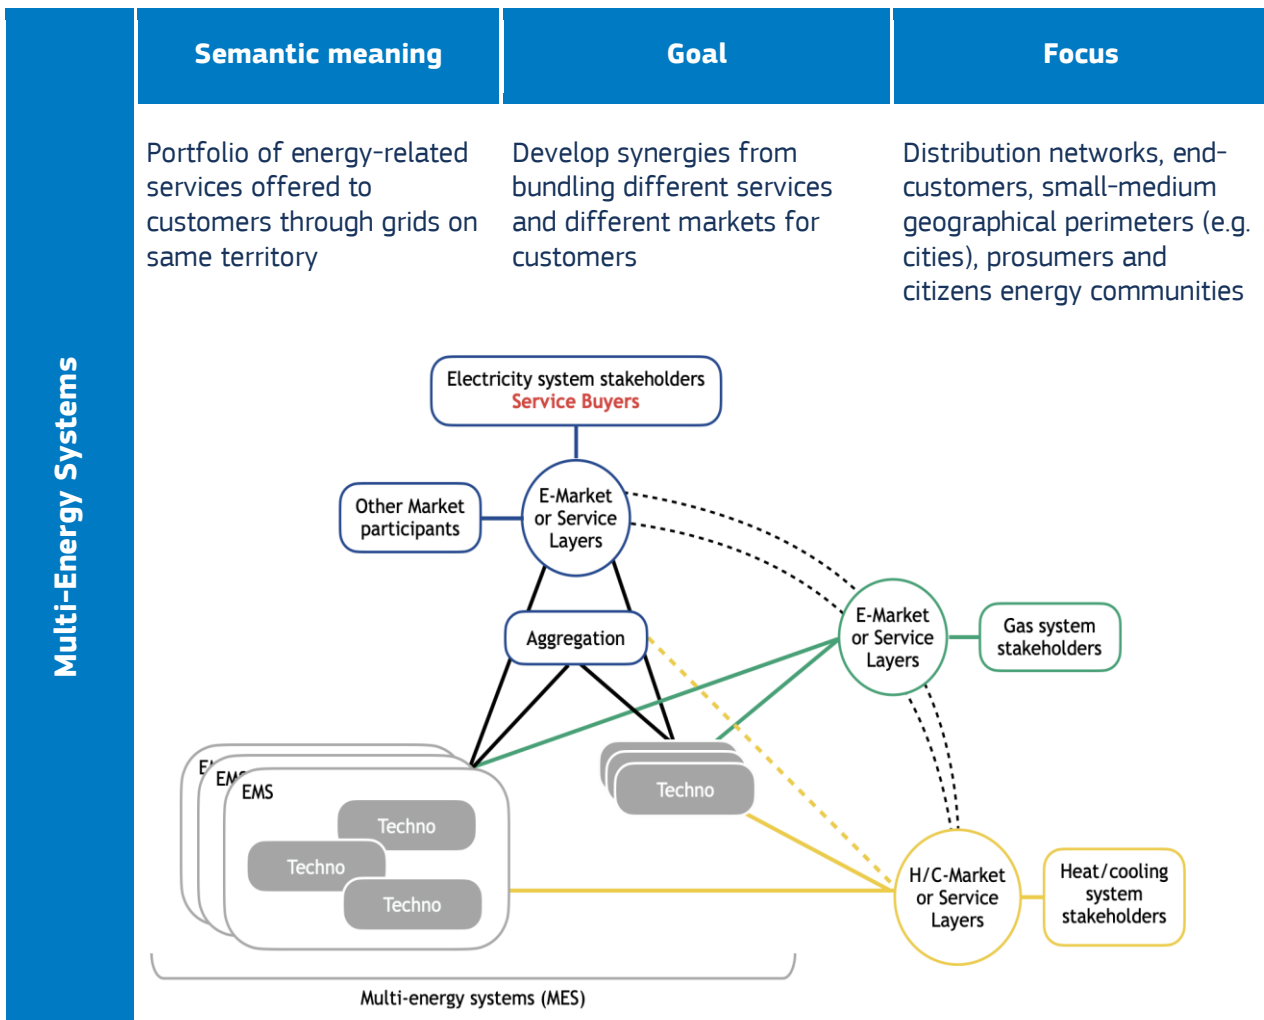 Semantic meaning
Goal
Focus
Multi-Energy Systems
Portfolio of energy-related
services offered to
customers through grids on
same territory
Develop synergies from
bundling different services
and different markets for
customers
Distribution networks, end-
customers, small-medium
geographical perimeters (e.g.
cities), prosumers and
citizens energy communities
Electricity system stakeholders
Service Buyers
Other Market
participants
E-Market
or Service
Layers
Aggregation
E-Market
or Service
Layers
Gas system
stakeholders
EMS
EMS
Techno
Techno
Techno
Techno
H/C-Market
or Service
Layers
Heat/cooling
system
stakeholders
Multi-energy systems (MES)